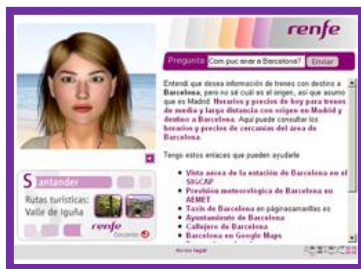 renfe
Pregunta Com puc anar a Barcelona? Enviar
Entendí que desea información de trenes con destino a
Barcelona, pero no sé cuál es el origen, así que asumo
que es Madrid: Horarios y precios de hoy para trenes
de media y larga distancia con origen en Madrid y
destino a Barcelona. Aquí puede consultar los
horarios y precios de cercanías del área de
Barcelona.
Tengo estos enlaces que pueden ayudarle
Vista aérea de la estación de Barcelona en el
SIGCAP
Previsión meteorológica de Barcelona en
AEMET
Taxis de Barcelona en páginasamarillas.es
Ayuntamiento de Barcelona
Callejero de Barcelona
Barcelona en Google Maps
Santander
Rutas turísticas:
Valle de Iguña
renfe
Cercanías
Aviso legal